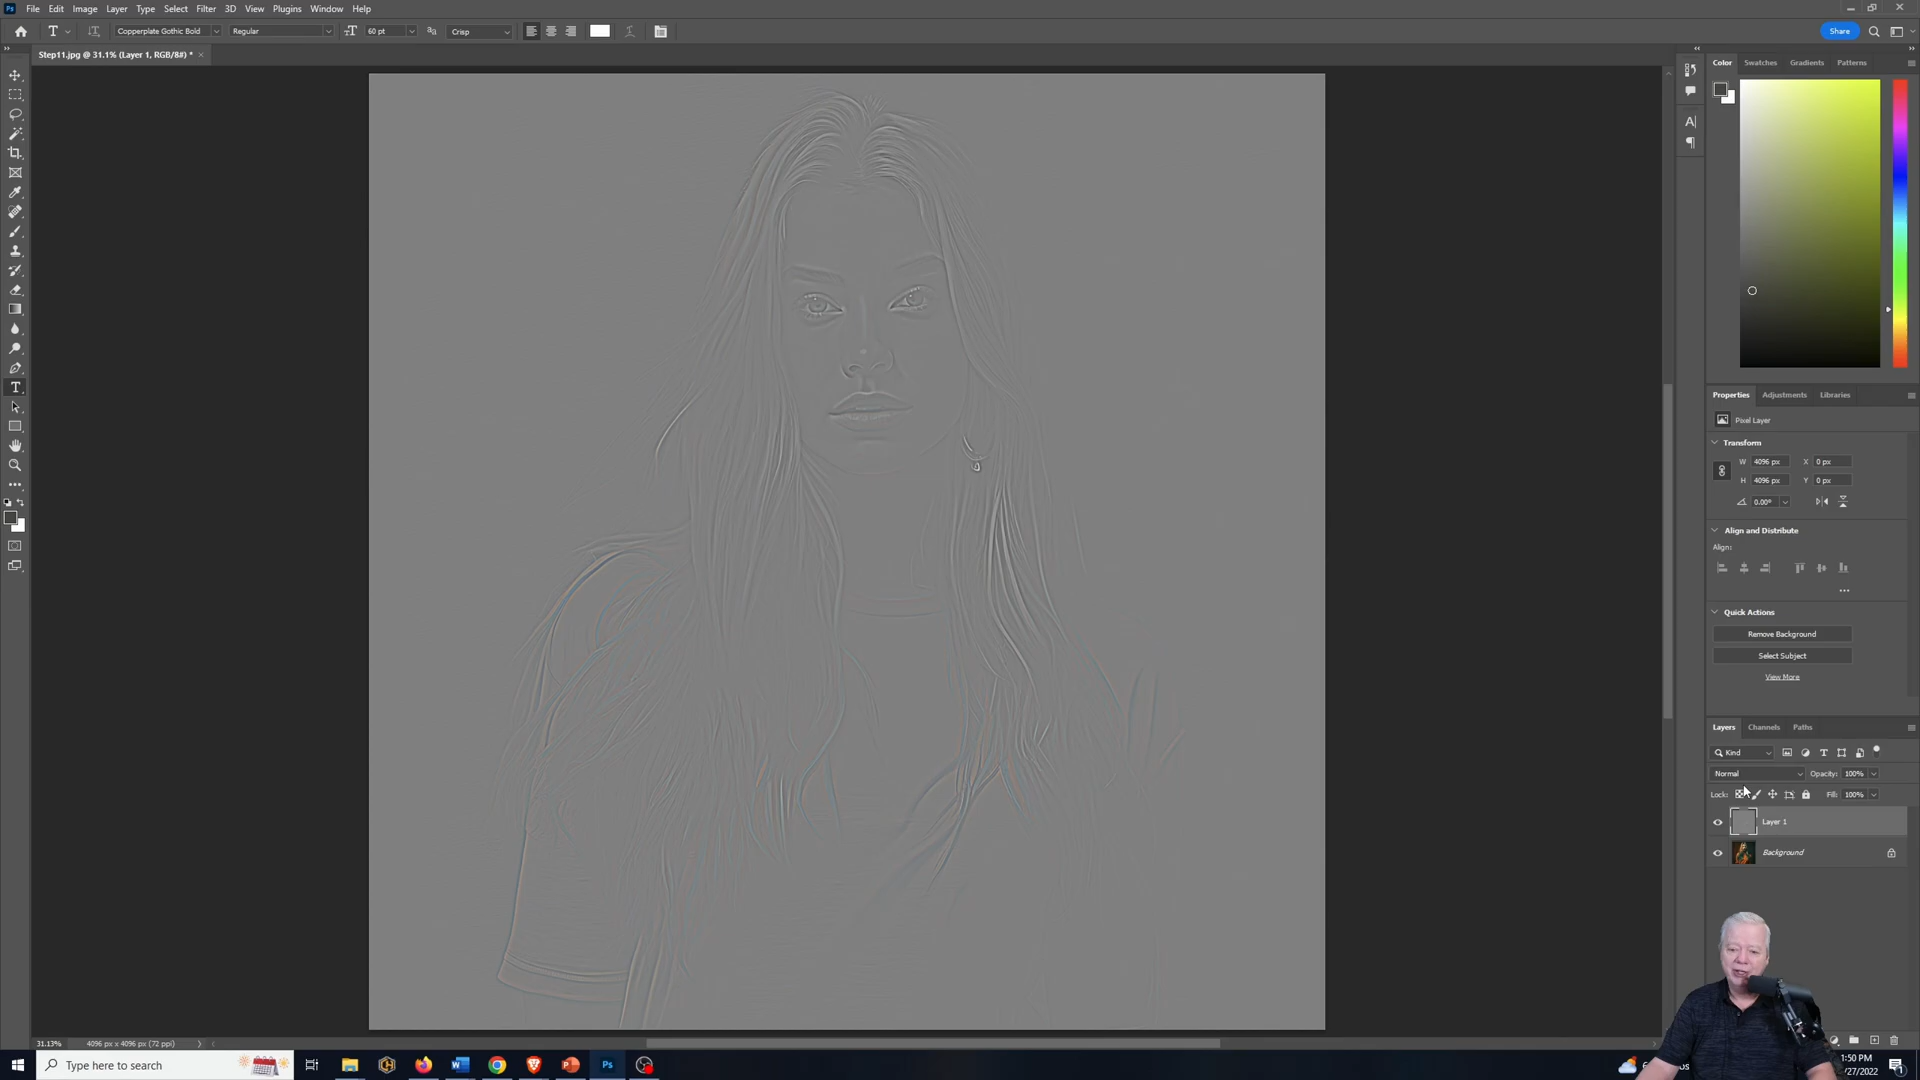 Ps File Edit Image Layer Type Select Filter 3D View Plugins Window Help
T Copperplate Gothic Bold Regular 60 pt Crisp Share
Step11.jpg @ 31.1% (Layer 1, RGB/8#) * ×
Color Swatches Gradients Patterns
Properties Adjustments Libraries
Pixel Layer
Transform
W 4096 px X 0 px
H 4096 px Y 0 px
0.00°
Align and Distribute
Align:
Quick Actions
Remove Background
Select Subject
View More
Layers Channels Paths
Kind
Normal Opacity: 100%
Lock: Fill: 100%
Layer 1
Background
31.13% 4096 px x 4096 px (72 ppi)
Type here to search
:50 PM
/27/2022